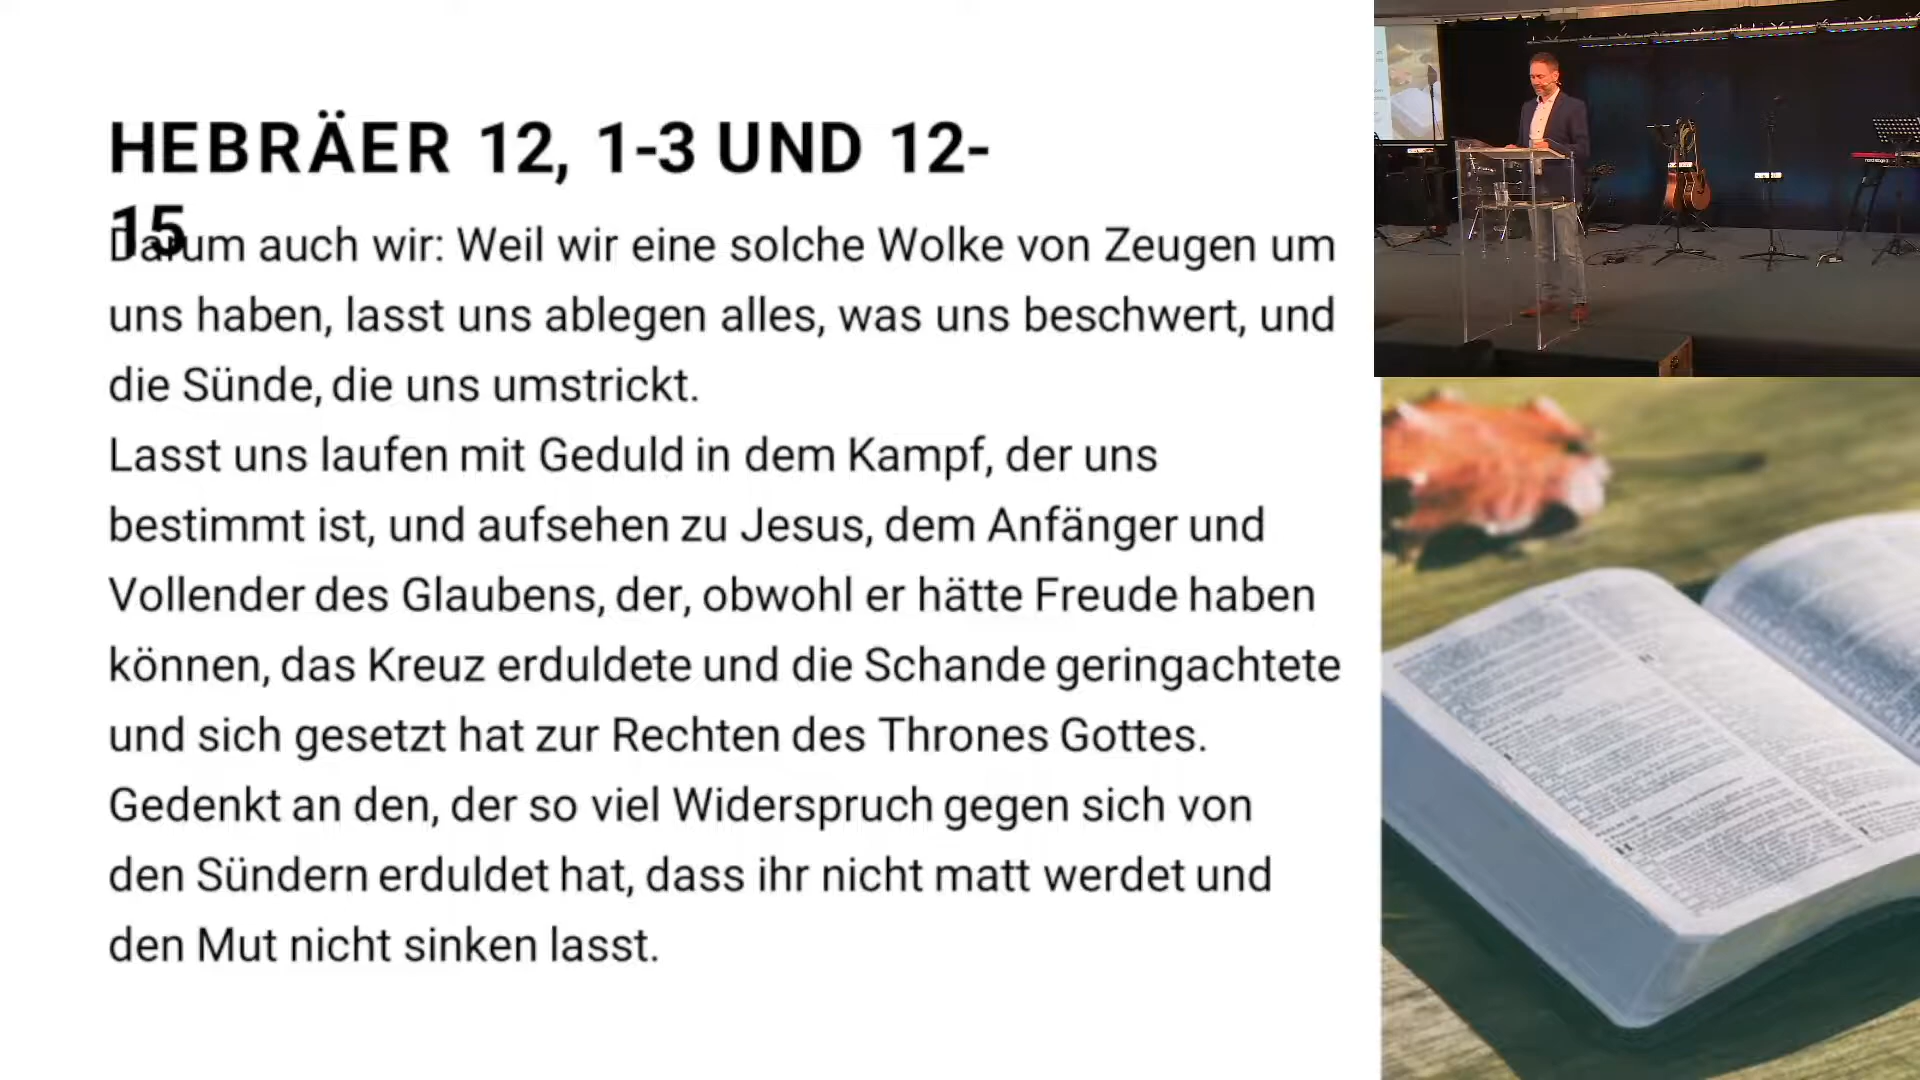 HEBRÄER 12, 1-3 UND 12-
15
Darum auch wir: Weil wir eine solche Wolke von Zeugen um
uns haben, lasst uns ablegen alles, was uns beschwert, und
die Sünde, die uns umstrickt.
Lasst uns laufen mit Geduld in dem Kampf, der uns
bestimmt ist, und aufsehen zu Jesus, dem Anfänger und
Vollender des Glaubens, der, obwohl er hätte Freude haben
können, das Kreuz erduldete und die Schande geringachtete
und sich gesetzt hat zur Rechten des Thrones Gottes.
Gedenkt an den, der so viel Widerspruch gegen sich von
den Sündern erduldet hat, dass ihr nicht matt werdet und
den Mut nicht sinken lasst.